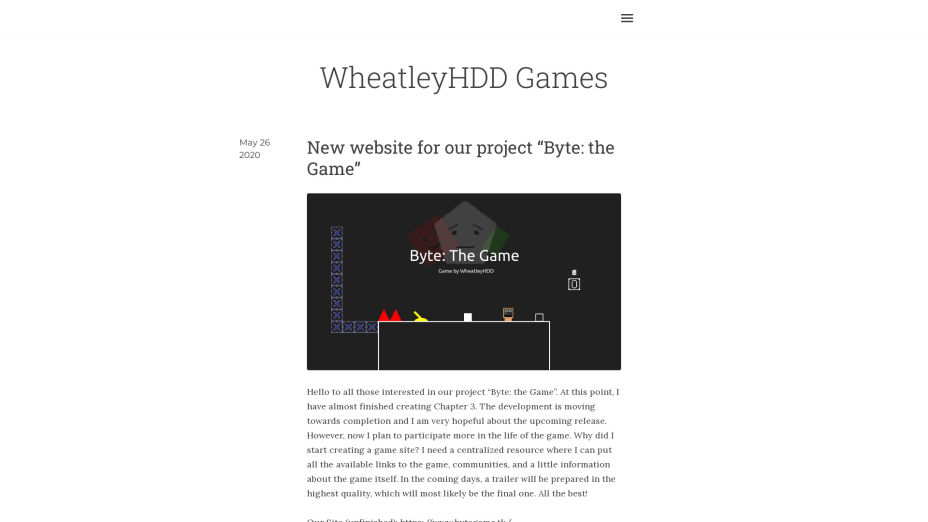 WheatleyHDD Games
May 26
2020
New website for our project “Byte: the
Game”
Byte: The Game
Game by WheatleyHDD
0
Hello to all those interested in our project “Byte: the Game”. At this point, I
have almost finished creating Chapter 3. The development is moving
towards completion and I am very hopeful about the upcoming release.
However, now I plan to participate more in the life of the game. Why did I
start creating a game site? I need a centralized resource where I can put
all the available links to the game, communities, and a little information
about the game itself. In the coming days, a trailer will be prepared in the
highest quality, which will most likely be the final one. All the best!
Our Site (unfinished):